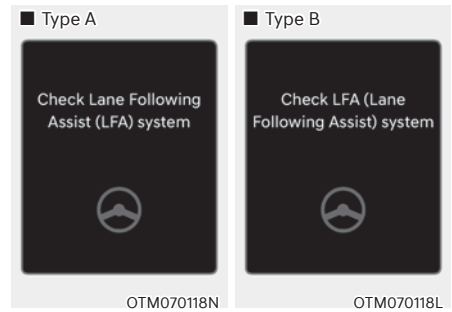 ■ Type A
Check Lane Following
Assist (LFA) system
OTM070118N
■ Type B
Check LFA (Lane
Following Assist) system
OTM070118L